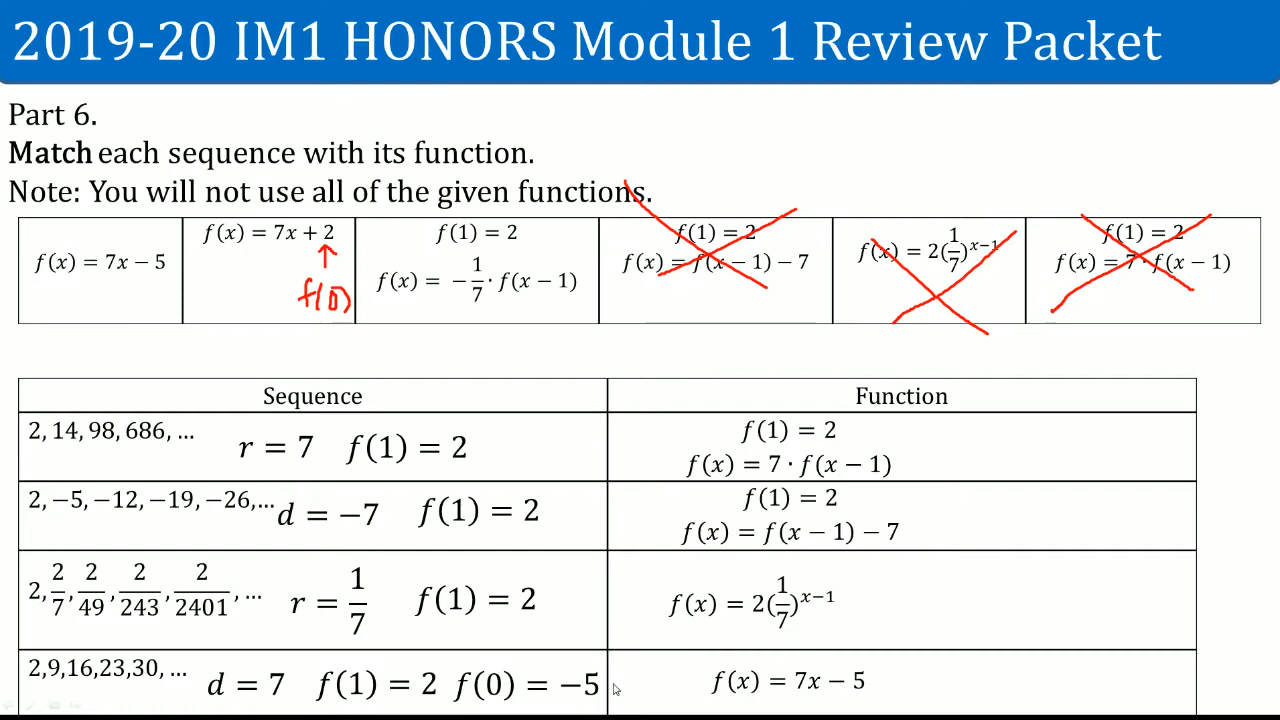 2019-20 IM1 HONORS Module 1 Review Packet
Part 6.
Match each sequence with its function.
Note: You will not use all of the given functions.
f(x) = 7x − 5
f(x) = 7x + 2
f(0)
f(1) = 2
f(x) = −1/7 · f(x − 1)
f(1) = 2
f(x) = f(x − 1) − 7
f(x) = 2(1/7)^{x−1}
f(1) = 2
f(x) = 7 · f(x − 1)
Sequence
Function
2, 14, 98, 686, ...
r = 7 f(1) = 2
f(1) = 2
f(x) = 7 · f(x − 1)
2, −5, −12, −19, −26,...
d = −7 f(1) = 2
f(1) = 2
f(x) = f(x − 1) − 7
2, 2/7, 2/49, 2/243, 2/2401, ...
r = 1/7 f(1) = 2
f(x) = 2(1/7)^{x−1}
2,9,16,23,30, ...
d = 7 f(1) = 2 f(0) = −5
f(x) = 7x − 5